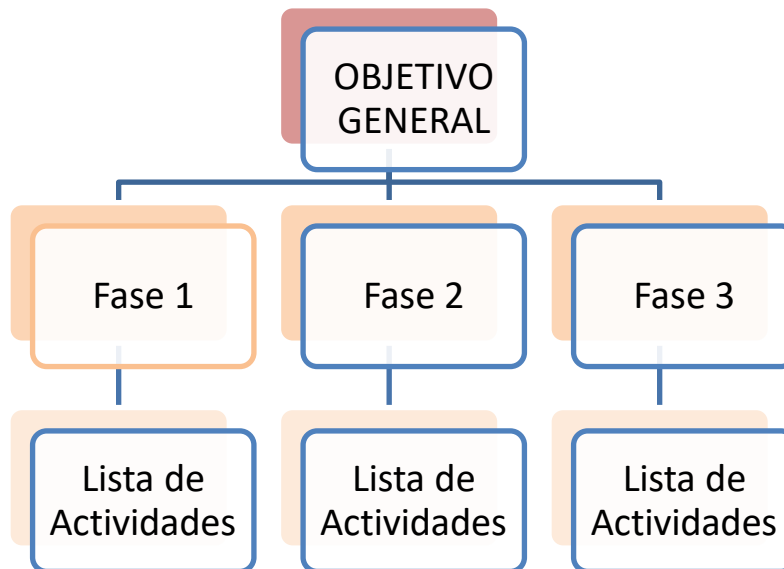 OBJETIVO
GENERAL
Fase 1
Fase 2
Fase 3
Lista de
Actividades
Lista de
Actividades
Lista de
Actividades